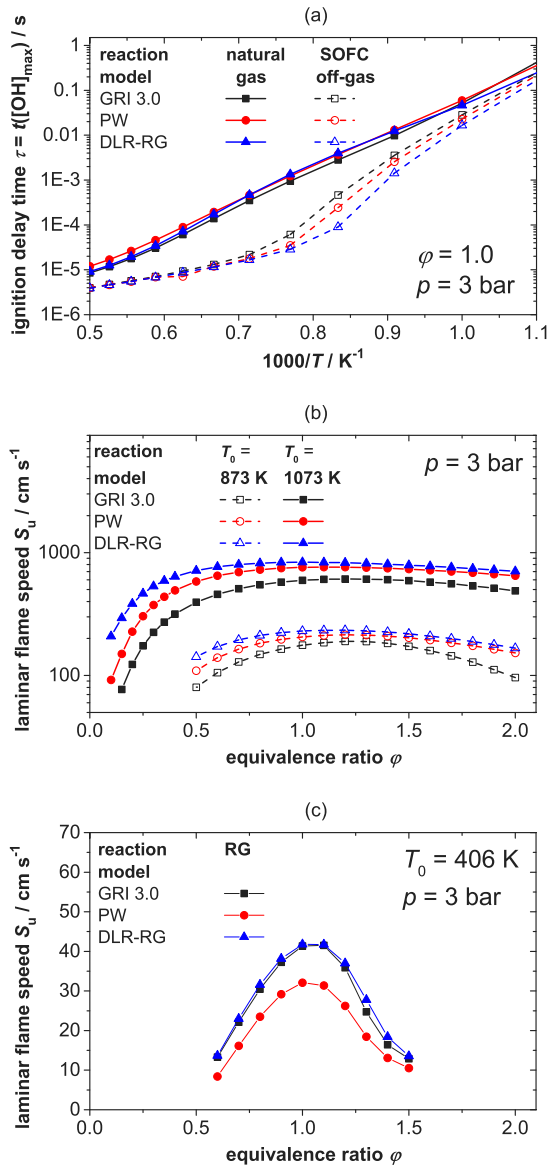 (a)
reaction natural SOFC
model gas off-gas
GRI 3.0
PW
DLR-RG
φ = 1.0
p = 3 bar
0.1
0.01
1E-3
1E-4
1E-5
1E-6
ignition delay time τ = t([OH]max) / s
0.5 0.6 0.7 0.8 0.9 1.0 1.1
1000/T / K-1
(b)
reaction T0 = T0 =
model 873 K 1073 K
GRI 3.0
PW
DLR-RG
p = 3 bar
1000
100
laminar flame speed Su / cm s-1
0.0 0.5 1.0 1.5 2.0
equivalence ratio φ
(c)
reaction RG
model
GRI 3.0
PW
DLR-RG
T0 = 406 K
p = 3 bar
70
60
50
40
30
20
10
0
laminar flame speed Su / cm s-1
0.0 0.5 1.0 1.5 2.0
equivalence ratio φ